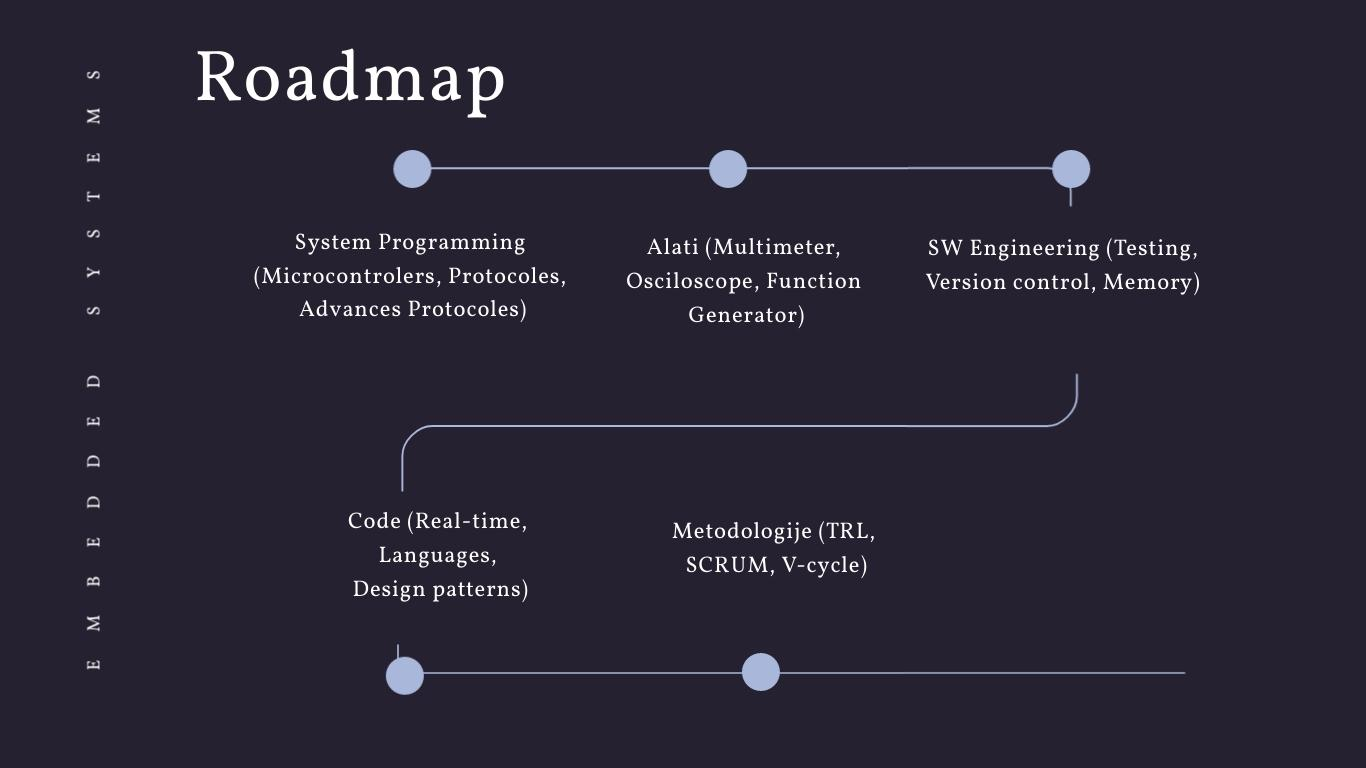 Roadmap
EMBEDDED SYSTEMS
System Programming
(Microcontrolers, Protocoles,
Advances Protocoles)
Alati (Multimeter,
Osciloscope, Function
Generator)
SW Engineering (Testing,
Version control, Memory)
Code (Real-time,
Languages,
Design patterns)
Metodologije (TRL,
SCRUM, V-cycle)